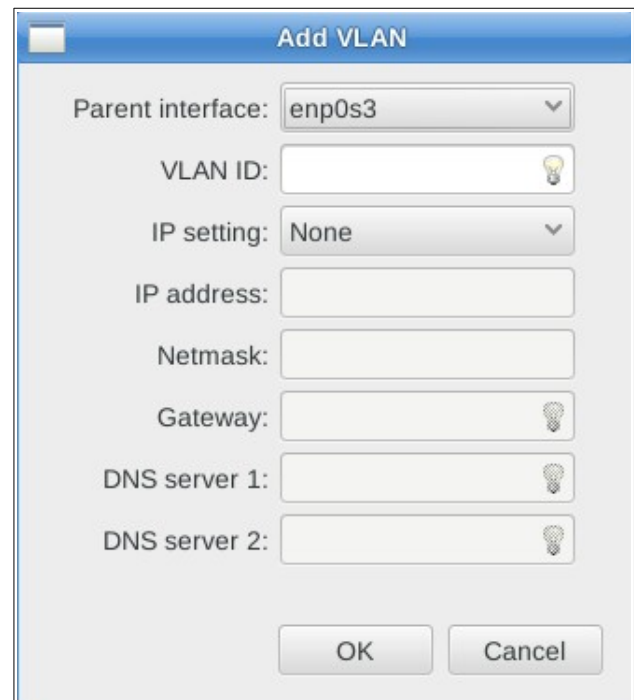 Add VLAN
Parent interface: enp0s3
VLAN ID:
IP setting: None
IP address:
Netmask:
Gateway:
DNS server 1:
DNS server 2:
OK Cancel